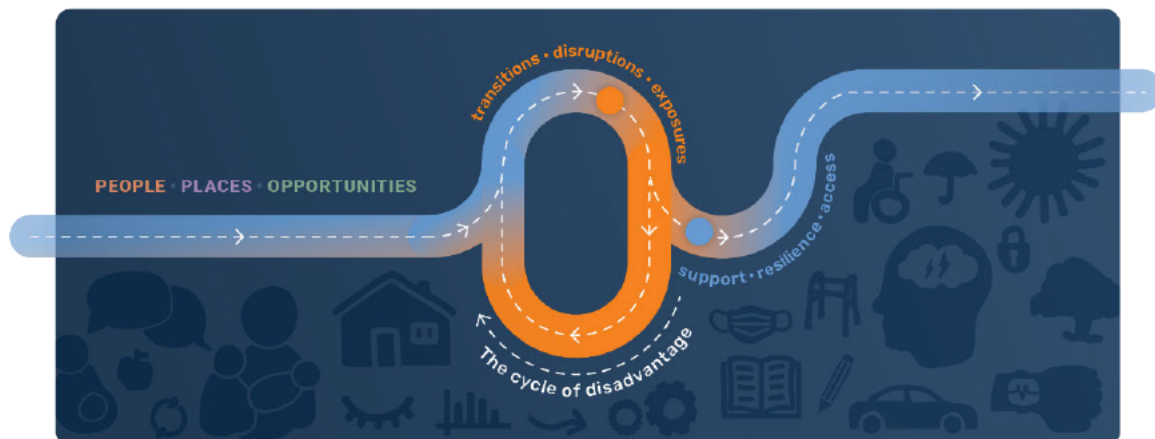 transitions • disruptions • exposures
PEOPLE • PLACES • OPPORTUNITIES
support • resilience • access
The cycle of disadvantage